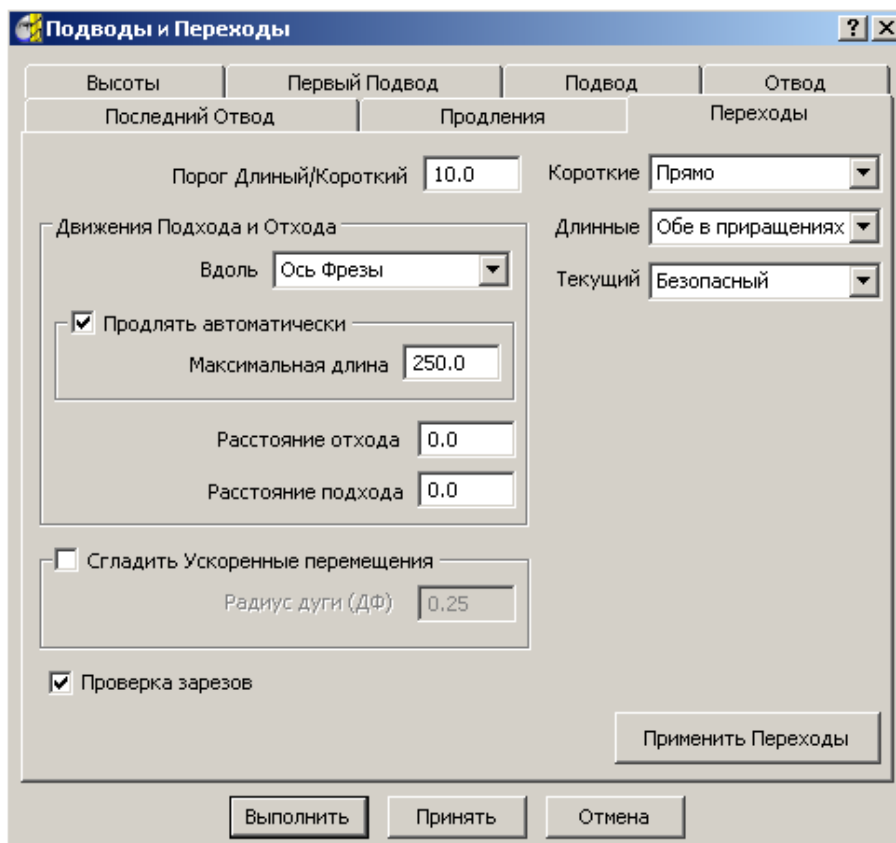 Подводы и Переходы
Высоты Первый Подвод Подвод Отвод
Последний Отвод Продления Переходы
Порог Длиный/Короткий 10.0 Короткие Прямо
Движения Подхода и Отхода Длинные Обе в приращениях
Вдоль Ось Фрезы Текущий Безопасный
Продлять автоматически
Максимальная длина 250.0
Расстояние отхода 0.0
Расстояние подхода 0.0
Сгладить Ускоренные перемещения
Радиус дуги (ДФ) 0.25
Проверка зарезов
Применить Переходы
Выполнить Принять Отмена